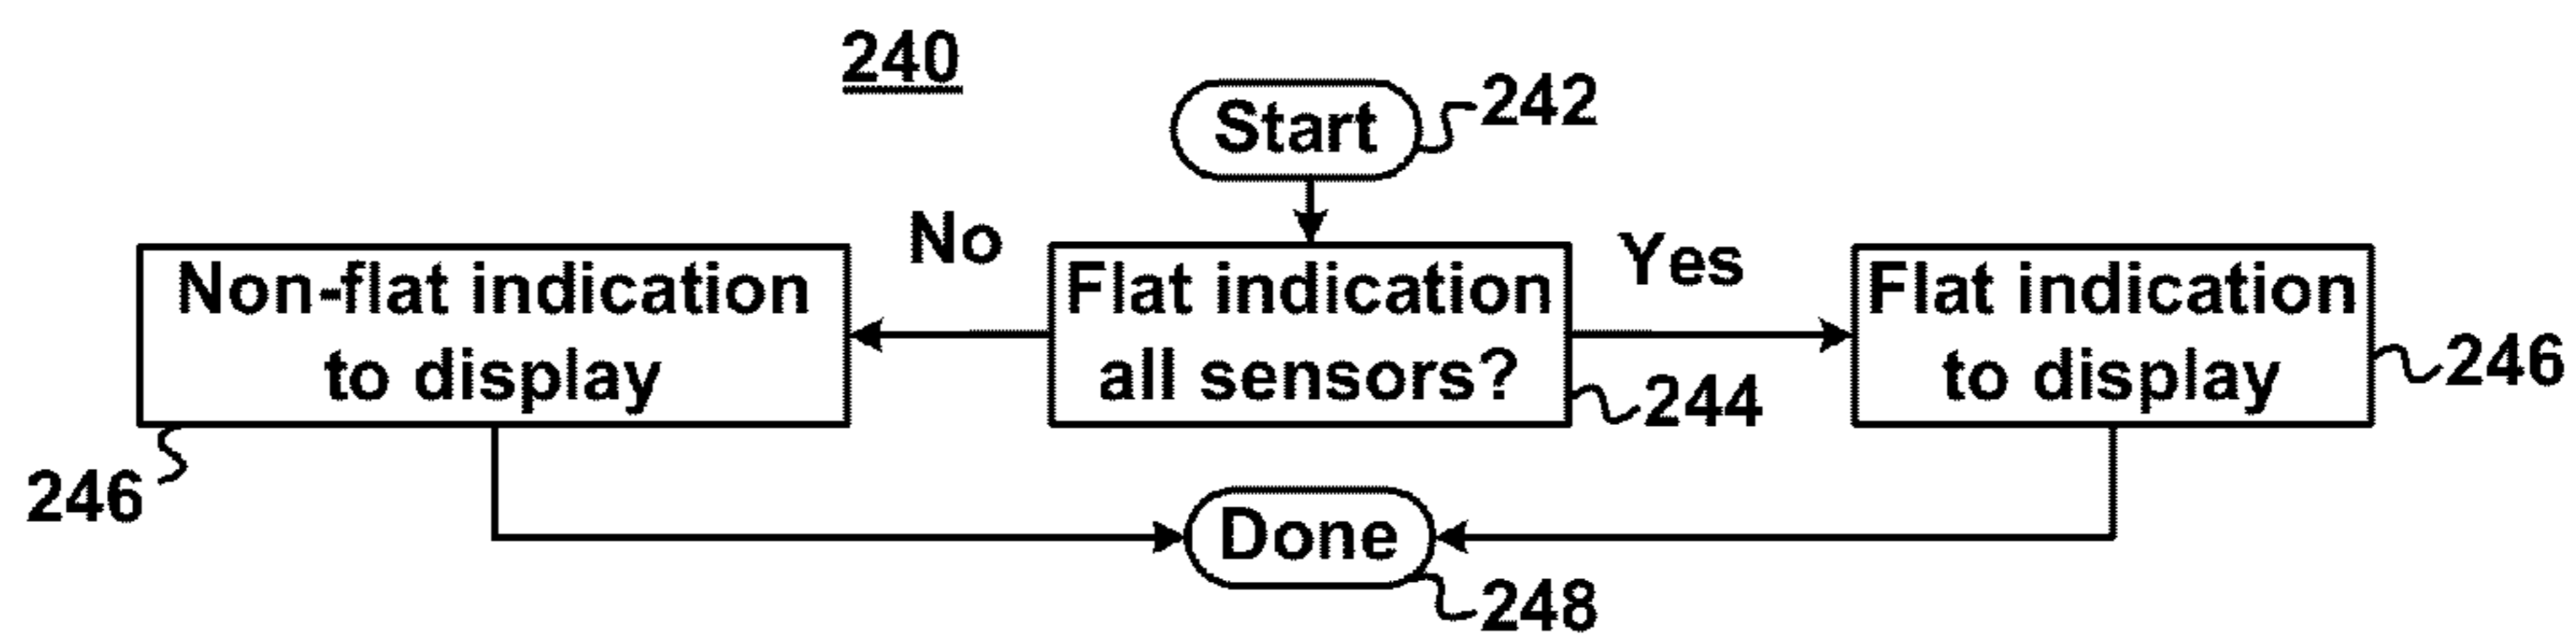 240
Start
242
No
Yes
Non-flat indication
to display
Flat indication
all sensors?
Flat indication
to display
246
244
246
Done
248